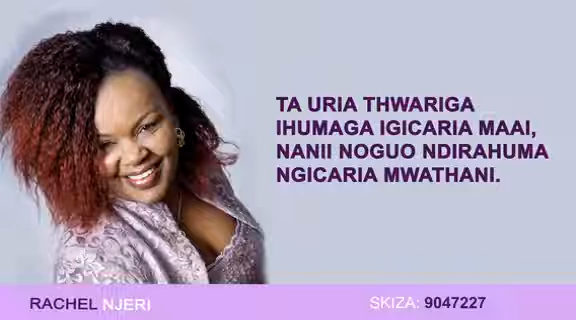 TA URIA THWARIGA
IHUMAGA IGICARIA MAAI,
NANII NOGUO NDIRAHUMA
NGICARIA MWATHANI.
RACHEL NJERI
SKIZA: 9047227